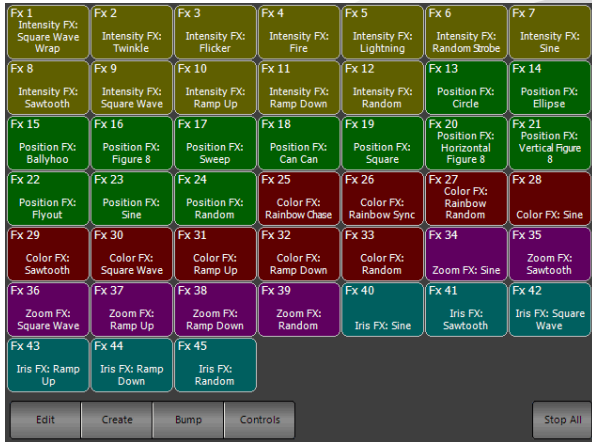 Fx 1
Intensity FX:
Square Wave
Wrap
Fx 2
Intensity FX:
Twinkle
Fx 3
Intensity FX:
Flicker
Fx 4
Intensity FX:
Fire
Fx 5
Intensity FX:
Lightning
Fx 6
Intensity FX:
Random Strobe
Fx 7
Intensity FX:
Sine
Fx 8
Intensity FX:
Sawtooth
Fx 9
Intensity FX:
Square Wave
Fx 10
Intensity FX:
Ramp Up
Fx 11
Intensity FX:
Ramp Down
Fx 12
Intensity FX:
Random
Fx 13
Position FX:
Circle
Fx 14
Position FX:
Ellipse
Fx 15
Position FX:
Ballyhoo
Fx 16
Position FX:
Figure 8
Fx 17
Position FX:
Sweep
Fx 18
Position FX:
Can Can
Fx 19
Position FX:
Square
Fx 20
Position FX:
Horizontal
Figure 8
Fx 21
Position FX:
Vertical Figure
8
Fx 22
Position FX:
Flyout
Fx 23
Position FX:
Sine
Fx 24
Position FX:
Random
Fx 25
Color FX:
Rainbow Chase
Fx 26
Color FX:
Rainbow Sync
Fx 27
Color FX:
Rainbow
Random
Fx 28
Color FX: Sine
Fx 29
Color FX:
Sawtooth
Fx 30
Color FX:
Square Wave
Fx 31
Color FX:
Ramp Up
Fx 32
Color FX:
Ramp Down
Fx 33
Color FX:
Random
Fx 34
Zoom FX: Sine
Fx 35
Zoom FX:
Sawtooth
Fx 36
Zoom FX:
Square Wave
Fx 37
Zoom FX:
Ramp Up
Fx 38
Zoom FX:
Ramp Down
Fx 39
Zoom FX:
Random
Fx 40
Iris FX: Sine
Fx 41
Iris FX:
Sawtooth
Fx 42
Iris FX: Square
Wave
Fx 43
Iris FX: Ramp
Up
Fx 44
Iris FX: Ramp
Down
Fx 45
Iris FX:
Random
Edit
Create
Bump
Controls
Stop All